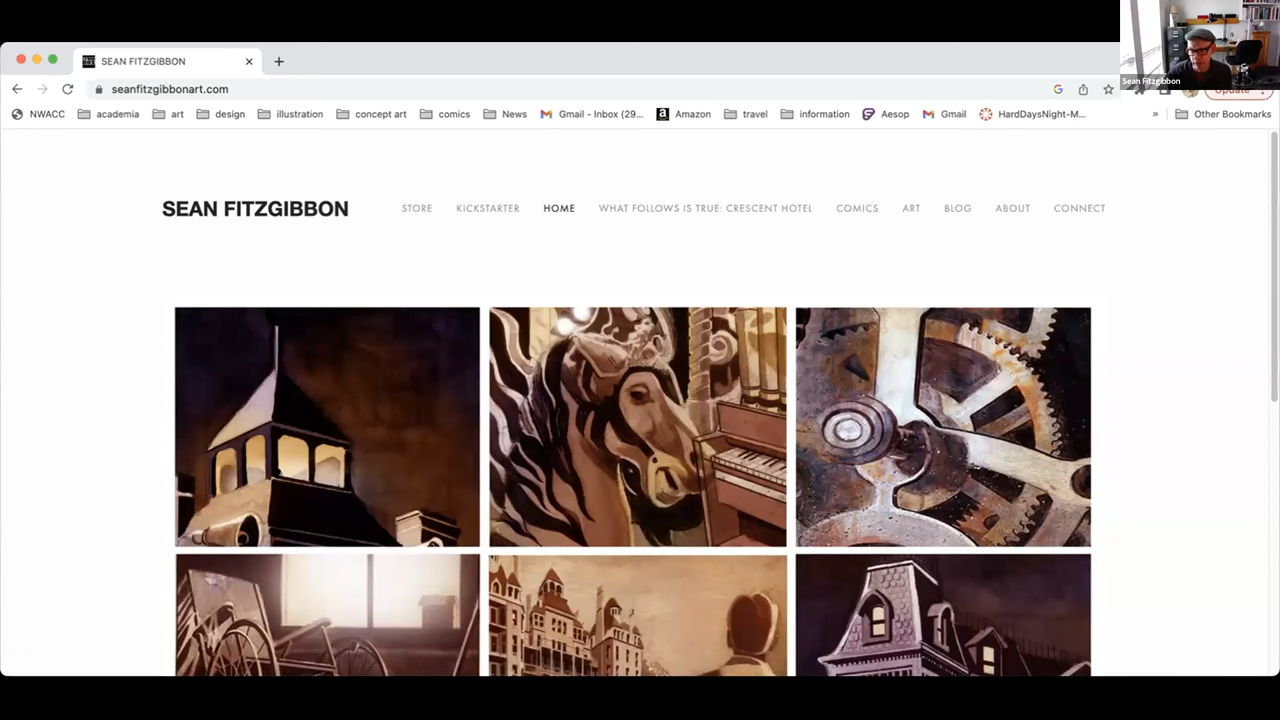 SEAN FITZGIBBON
Sean Fitzgibbon
seanfitzgibbonart.com
Update
NWACC academia art design illustration concept art comics News Gmail - Inbox (29... Amazon travel information Aesop Gmail HardDaysNight-M... » Other Bookmarks
SEAN FITZGIBBON STORE KICKSTARTER HOME WHAT FOLLOWS IS TRUE: CRESCENT HOTEL COMICS ART BLOG ABOUT CONNECT